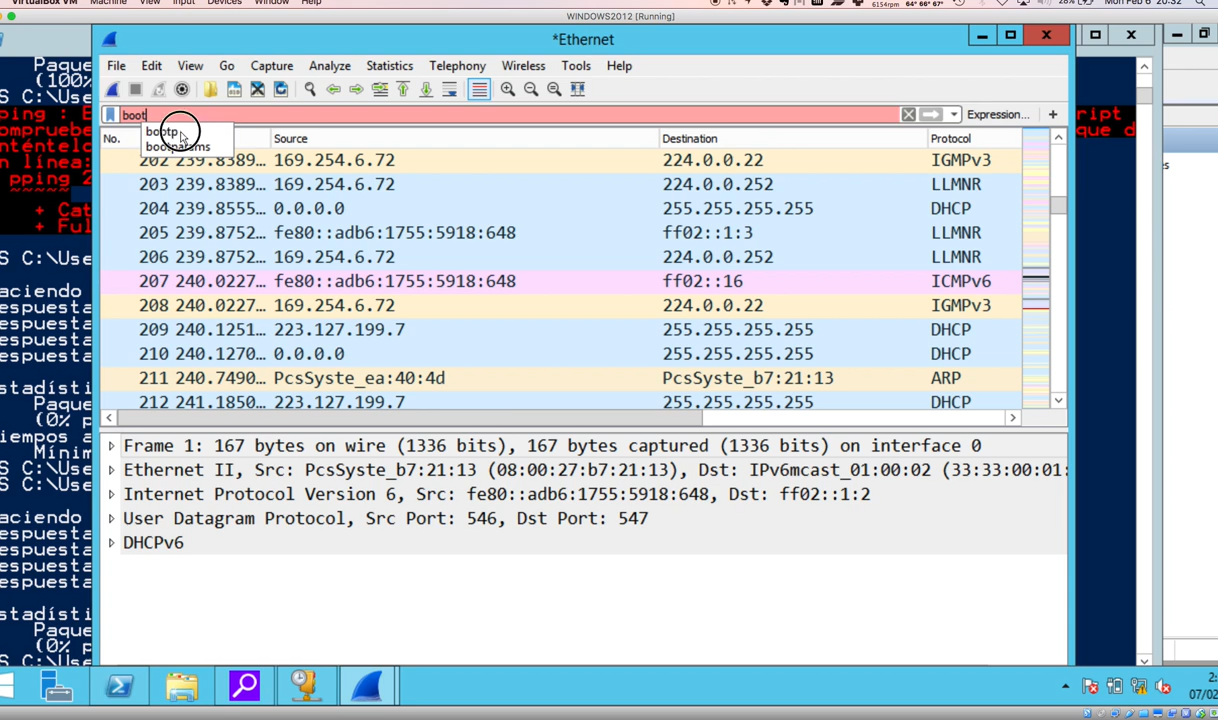 VirtualBox VM Machine View Input Devices Window Help
6154rpm 64° 66° 67° 28% Mon Feb 6 20:32
WINDOWS2012 [Running]
*Ethernet
File Edit View Go Capture Analyze Statistics Telephony Wireless Tools Help
boot
Expression... +
bootp
bootparams
No. Source Destination Protocol
202 239.8389... 169.254.6.72 224.0.0.22 IGMPv3
203 239.8389... 169.254.6.72 224.0.0.252 LLMNR
204 239.8555... 0.0.0.0 255.255.255.255 DHCP
205 239.8752... fe80::adb6:1755:5918:648 ff02::1:3 LLMNR
206 239.8752... 169.254.6.72 224.0.0.252 LLMNR
207 240.0227... fe80::adb6:1755:5918:648 ff02::16 ICMPv6
208 240.0227... 169.254.6.72 224.0.0.22 IGMPv3
209 240.1251... 223.127.199.7 255.255.255.255 DHCP
210 240.1270... 0.0.0.0 255.255.255.255 DHCP
211 240.7490... PcsSyste_ea:40:4d PcsSyste_b7:21:13 ARP
212 241.1850... 223.127.199.7 255.255.255.255 DHCP
Frame 1: 167 bytes on wire (1336 bits), 167 bytes captured (1336 bits) on interface 0
Ethernet II, Src: PcsSyste_b7:21:13 (08:00:27:b7:21:13), Dst: IPv6mcast_01:00:02 (33:33:00:01:
Internet Protocol Version 6, Src: fe80::adb6:1755:5918:648, Dst: ff02::1:2
User Datagram Protocol, Src Port: 546, Dst Port: 547
DHCPv6
Paque
(100%
S C:\Use
ping : E
ompruebe
nténtelo
n línea:
pping 2
~~~~~
+ Cat
+ Ful
S C:\Use
aciendo
espuesta
espuesta
espuesta
espuesta
stadísti
Paque
(0% p
iempos a
Mínim
S C:\Use
S C:\Use
aciendo
espuesta
espuesta
espuesta
espuesta
stadísti
Paque
(0% p
S C:\Use
ript
que d
s
2:
07/02